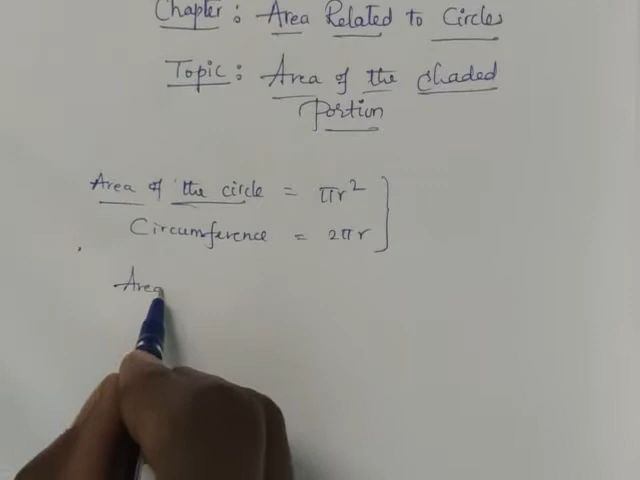 Chapter: Area Related to Circles
Topic: Area of the shaded
Portion
Area of the circle = πr²
Circumference = 2πr
Area